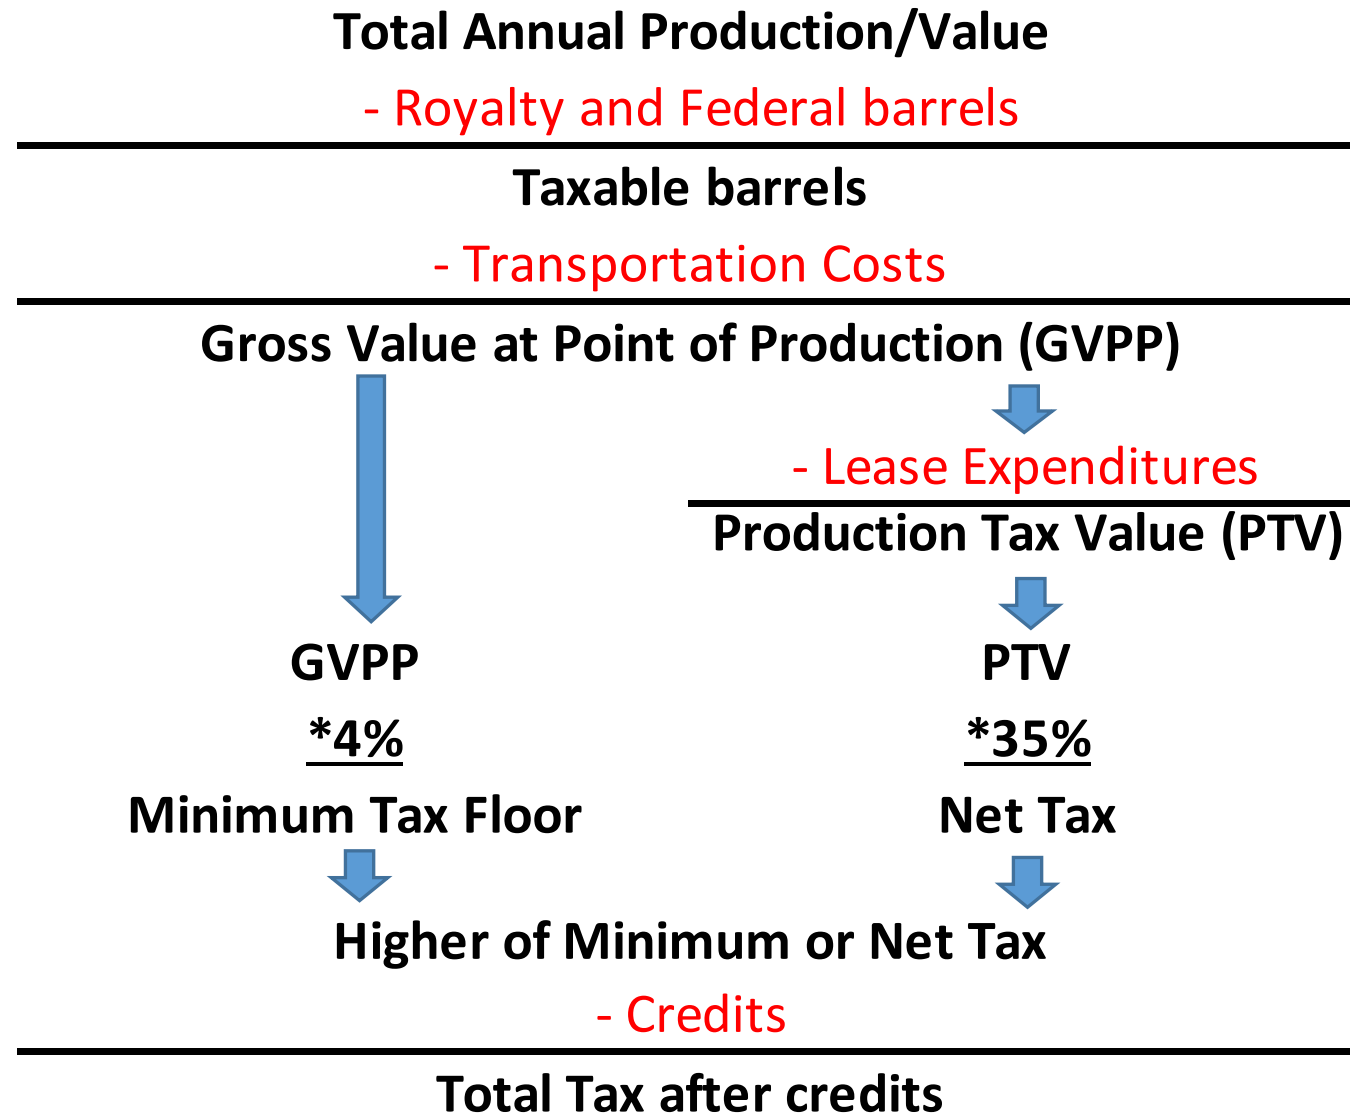 Total Annual Production/Value
- Royalty and Federal barrels
Taxable barrels
- Transportation Costs
Gross Value at Point of Production (GVPP)
- Lease Expenditures
Production Tax Value (PTV)
GVPP PTV
*4% *35%
Minimum Tax Floor Net Tax
Higher of Minimum or Net Tax
- Credits
Total Tax after credits